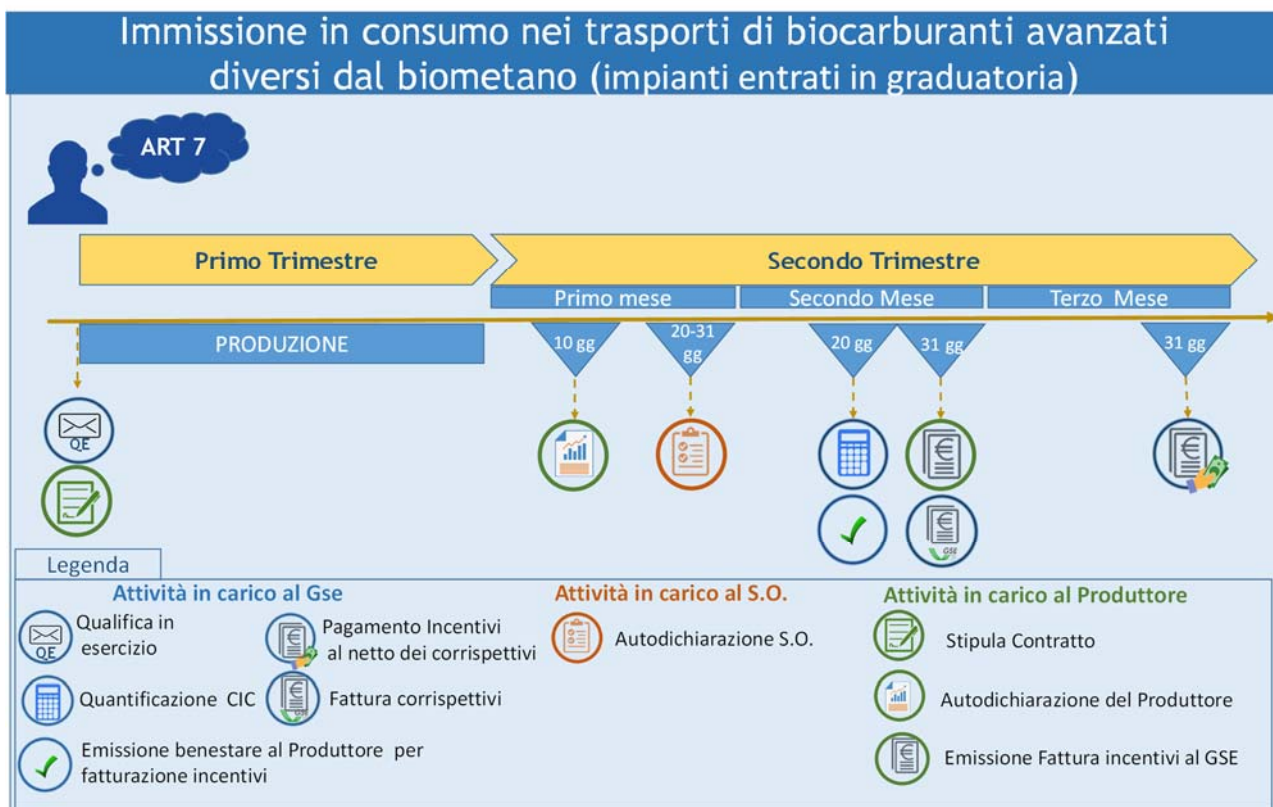 Immissione in consumo nei trasporti di biocarburanti avanzati
diversi dal biometano (impianti entrati in graduatoria)
ART 7
Primo Trimestre
Secondo Trimestre
Primo mese
Secondo Mese
Terzo Mese
PRODUZIONE
10 gg
20-31
gg
20 gg
31 gg
31 gg
QE
GSE
Legenda
Attività in carico al Gse
QE
Qualifica in
esercizio
Pagamento Incentivi
al netto dei corrispettivi
Quantificazione CIC
GSE
Fattura corrispettivi
Emissione benestare al Produttore per
fatturazione incentivi
Attività in carico al S.O.
Autodichiarazione S.O.
Attività in carico al Produttore
Stipula Contratto
Autodichiarazione del Produttore
Emissione Fattura incentivi al GSE